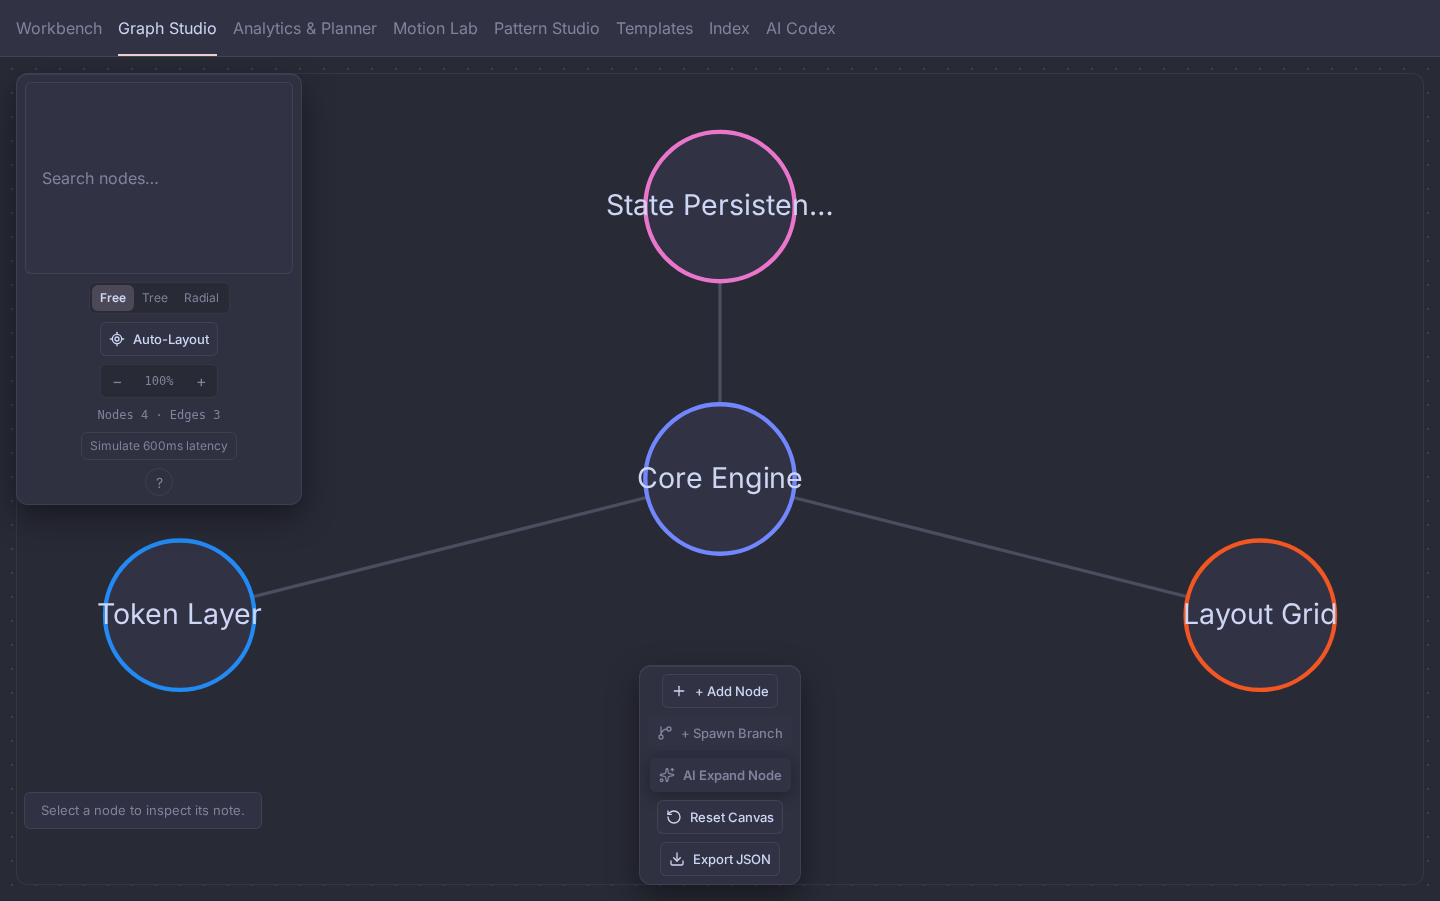 Workbench Graph Studio Analytics & Planner Motion Lab Pattern Studio Templates Index AI Codex
Search nodes...
Free Tree Radial
Auto-Layout
− 100% +
Nodes 4 · Edges 3
Simulate 600ms latency
?
State Persisten...
Core Engine
Token Layer
Layout Grid
+ Add Node
+ Spawn Branch
AI Expand Node
Reset Canvas
Export JSON
Select a node to inspect its note.